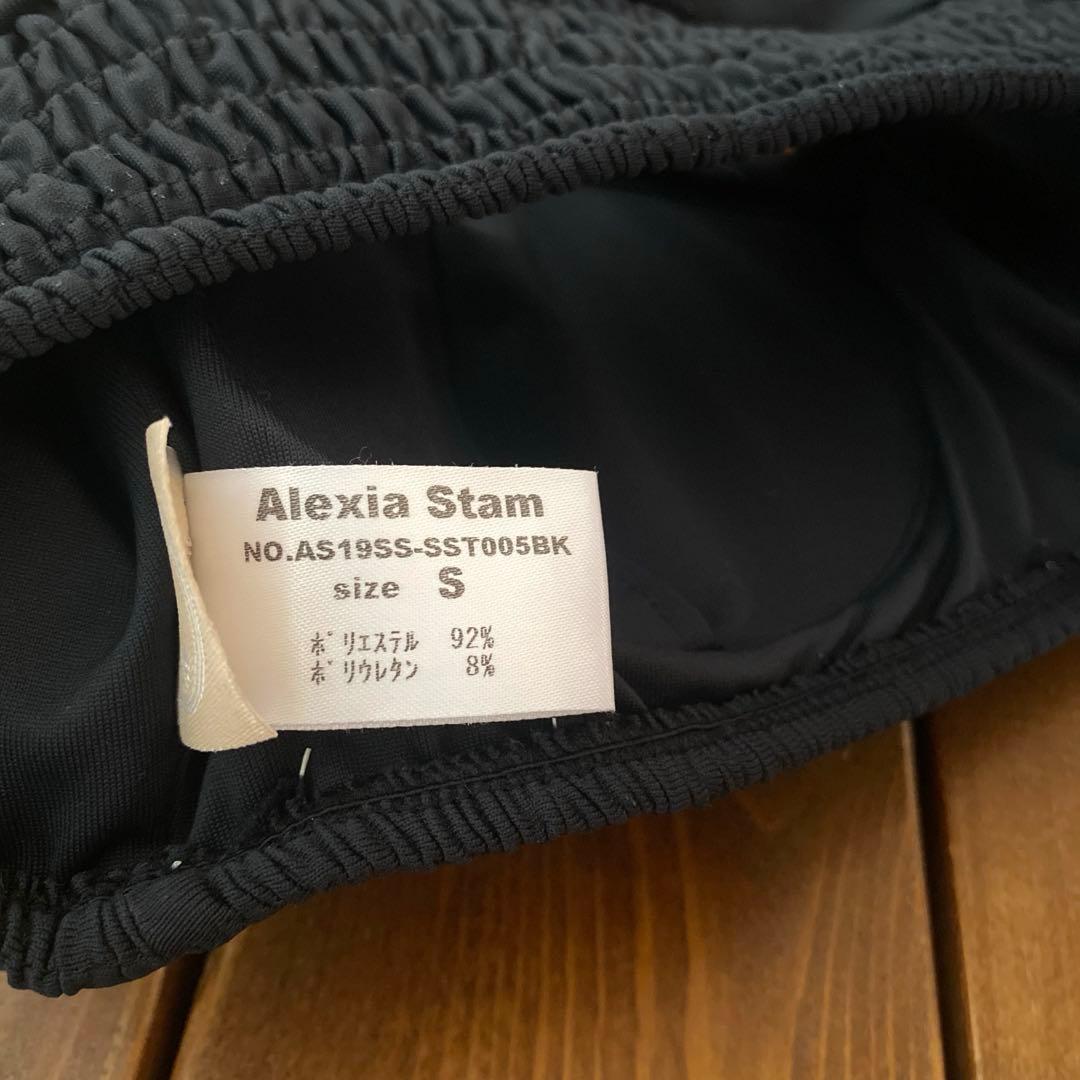 Alexia Stam
NO.AS19SS-SST005BK
size S
ポリエステル 92%
ポリウレタン 8%